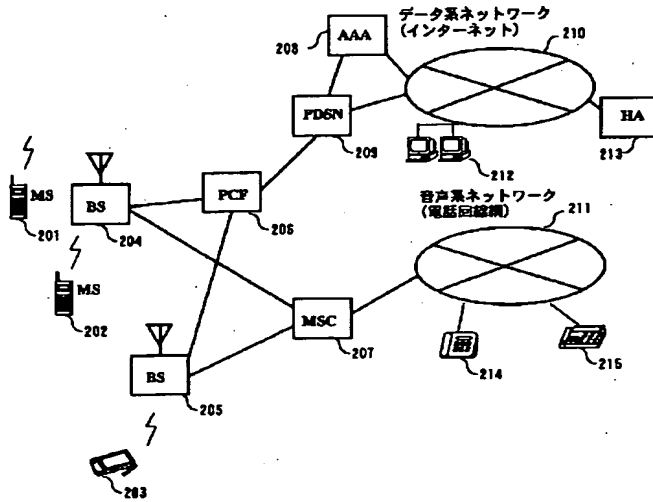 データ系ネットワーク
(インターネット)
210
AAA
208
PDSN
209
HA
213
212
MS
201
BS
204
PCF
206
音声系ネットワーク
(電話回線網)
211
MS
202
MSC
207
BS
205
214
215
203